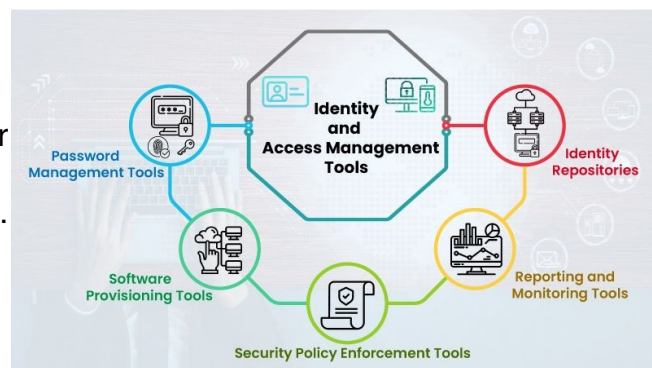 Identity
and
Access Management
Tools
Password
Management Tools
Identity
Repositories
Software
Provisioning Tools
Reporting and
Monitoring Tools
Security Policy Enforcement Tools
r
.